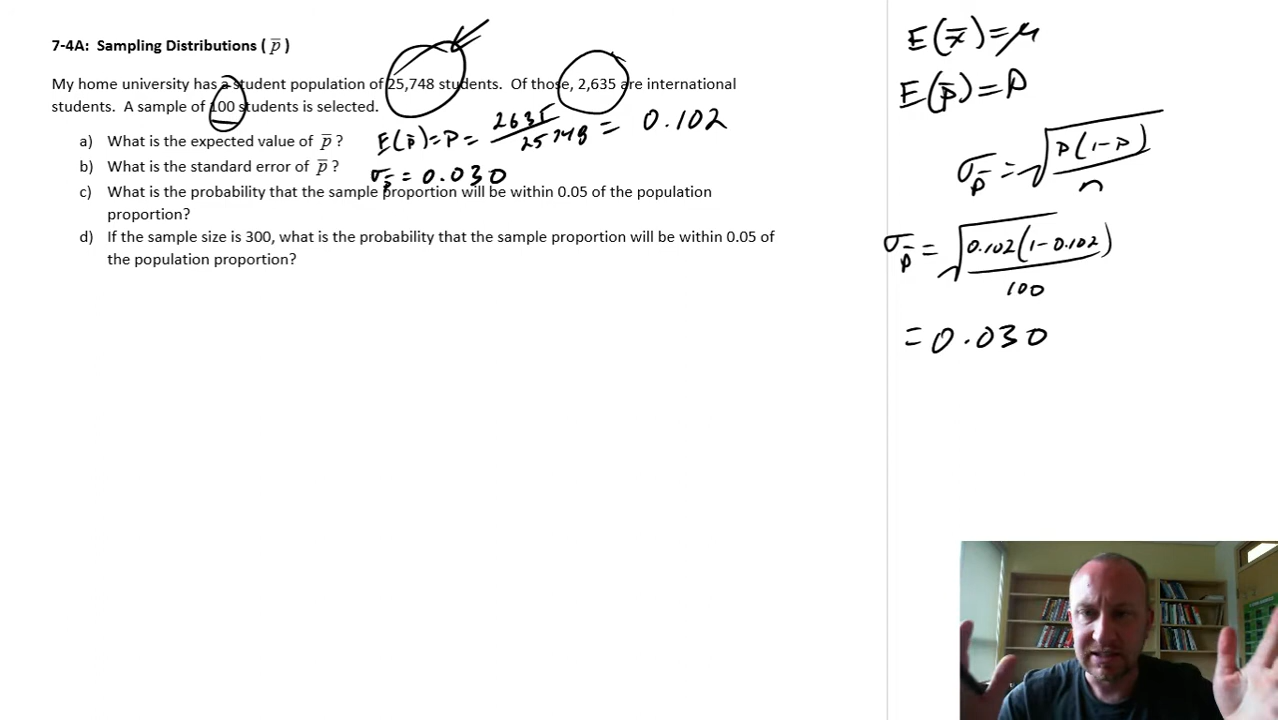 7-4A: Sampling Distributions ( p̅ )
My home university has a student population of 25,748 students. Of those, 2,635 are international
students. A sample of 100 students is selected.
a) What is the expected value of p̅ ? E(p̅)=P= 2635/25748 = 0.102
b) What is the standard error of p̅ ? σp̅ = 0.030
c) What is the probability that the sample proportion will be within 0.05 of the population
proportion?
d) If the sample size is 300, what is the probability that the sample proportion will be within 0.05 of
the population proportion?
E(x̅)=μ
E(p̅)=P
σp̅ = √P(1-P)/n
σp̅ = √0.102(1-0.102)/100
=0.030